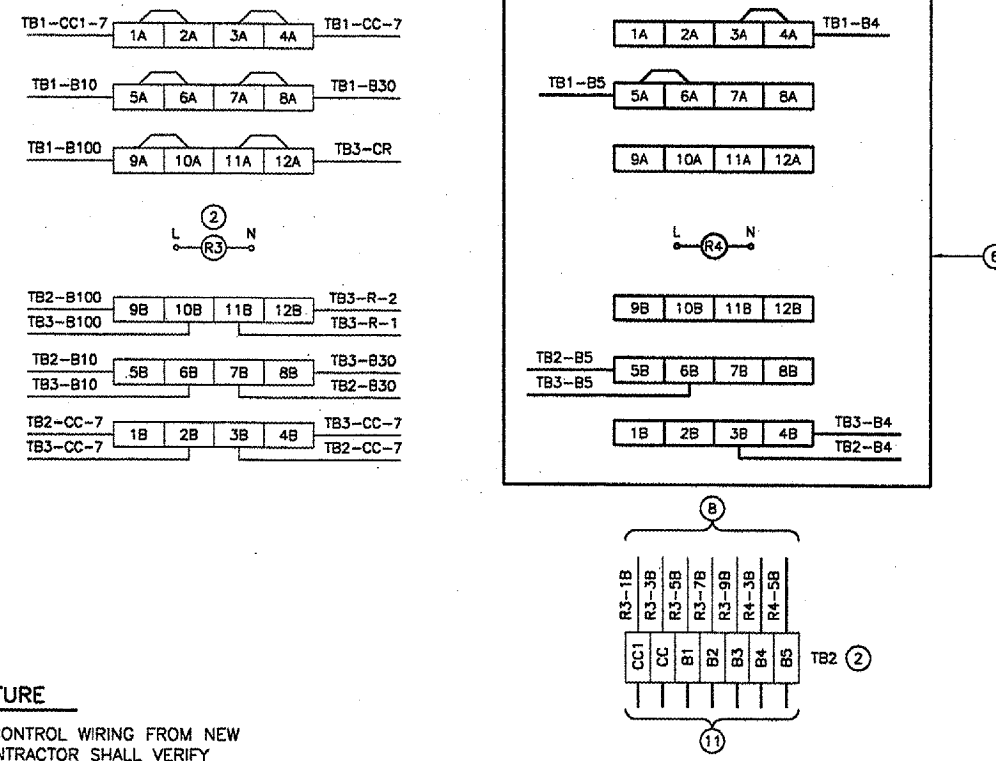 TB1-CC1-7 1A 2A 3A 4A TB1-CC-7
TB1-B10 5A 6A 7A 8A TB1-B30
TB1-B100 9A 10A 11A 12A TB3-CR
2
L R3 N
TB2-B100 9B 10B 11B 12B TB3-R-2
TB3-B100 TB3-R-1
TB2-B10 5B 6B 7B 8B TB3-B30
TB3-B10 TB2-B30
TB2-CC-7 1B 2B 3B 4B TB3-CC-7
TB3-CC-7 TB2-CC-7
1A 2A 3A 4A TB1-B4
TB1-B5 5A 6A 7A 8A
9A 10A 11A 12A
L R4 N
9B 10B 11B 12B
TB2-B5 5B 6B 7B 8B
TB3-B5
1B 2B 3B 4B TB3-B4
TB2-B4
8
R3-1B R3-3B R3-5B R3-7B R3-9B R4-3B R4-5B
CC1 CC B1 B2 B3 B4 B5 TB2 2
11
TURE
CONTROL WIRING FROM NEW
NTRACTOR SHALL VERIFY